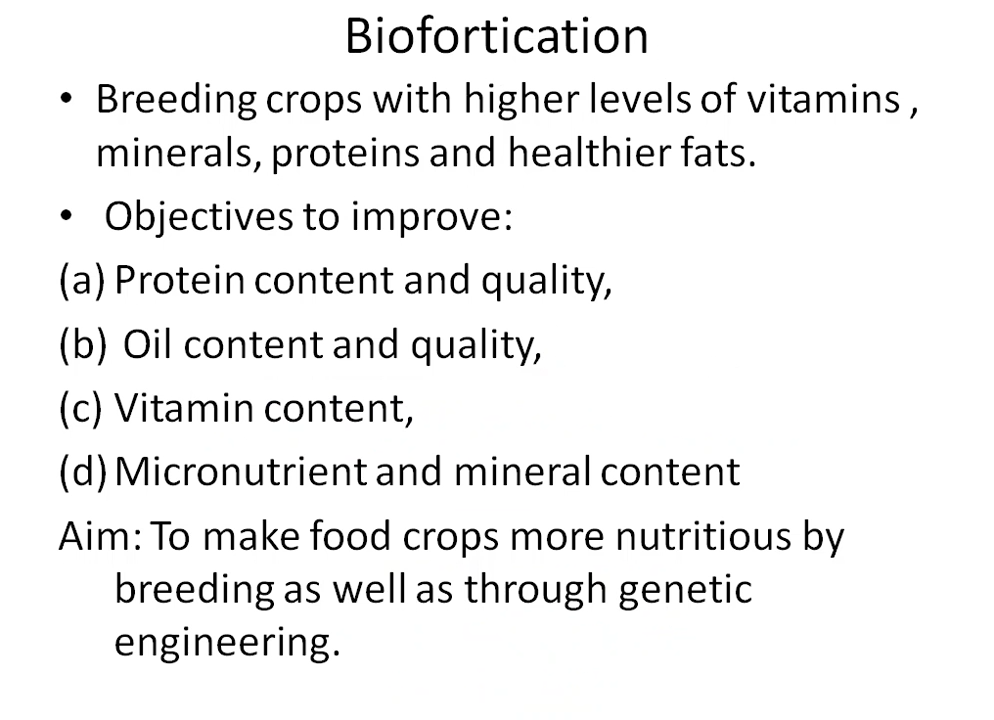 Biofortication
• Breeding crops with higher levels of vitamins ,
minerals, proteins and healthier fats.
• Objectives to improve:
(a) Protein content and quality,
(b) Oil content and quality,
(c) Vitamin content,
(d) Micronutrient and mineral content
Aim: To make food crops more nutritious by
breeding as well as through genetic
engineering.